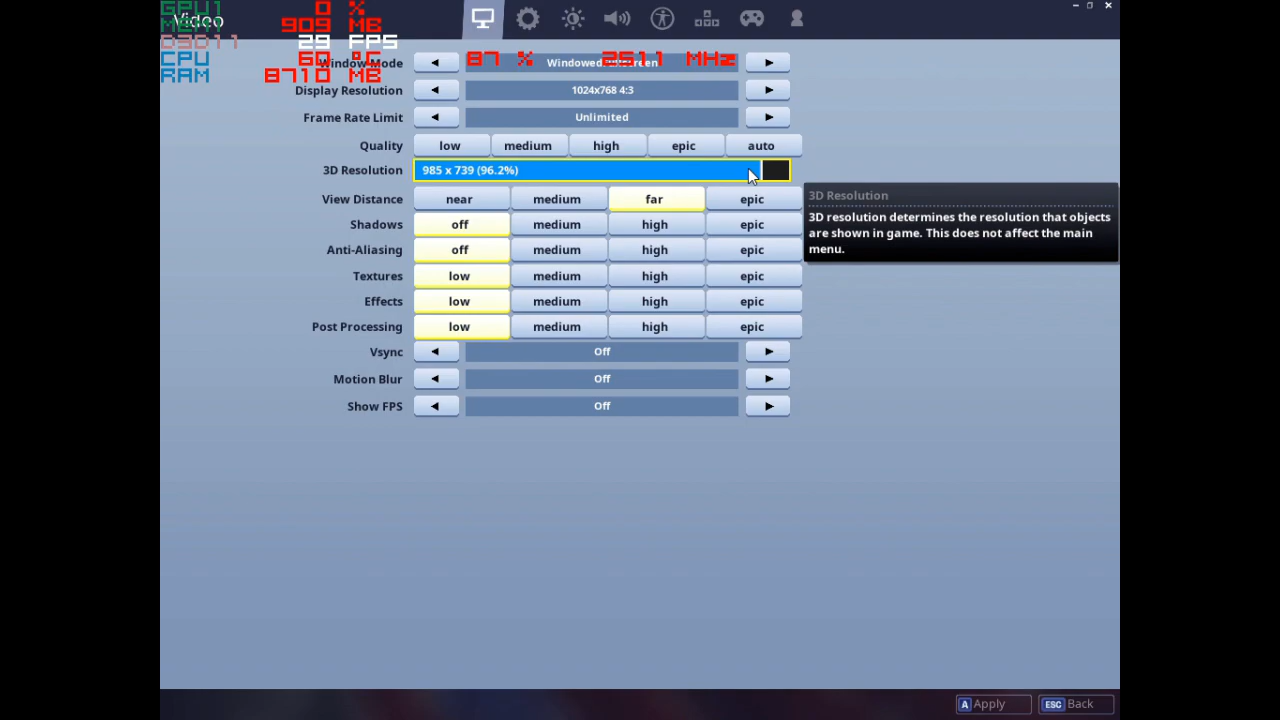 GPU1 0 %
Video
MEM1 909 MB
D3D11 29 FPS
CPU 60 °C 87 % 2611 MHz
Window Mode
RAM 8710 MB
Display Resolution 1024x768 4:3
Frame Rate Limit Unlimited
Quality low medium high epic auto
3D Resolution 985 x 739 (96.2%)
View Distance near medium far epic
Shadows off medium high epic
Anti-Aliasing off medium high epic
Textures low medium high epic
Effects low medium high epic
Post Processing low medium high epic
Vsync Off
Motion Blur Off
Show FPS Off
3D Resolution
3D resolution determines the resolution that objects
are shown in game. This does not affect the main
menu.
A Apply ESC Back